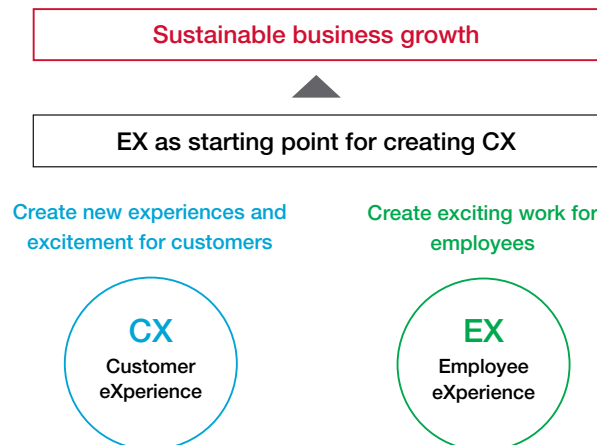 Sustainable business growth
EX as starting point for creating CX
Create new experiences and
excitement for customers
Create exciting work for
employees
CX
Customer
eXperience
EX
Employee
eXperience